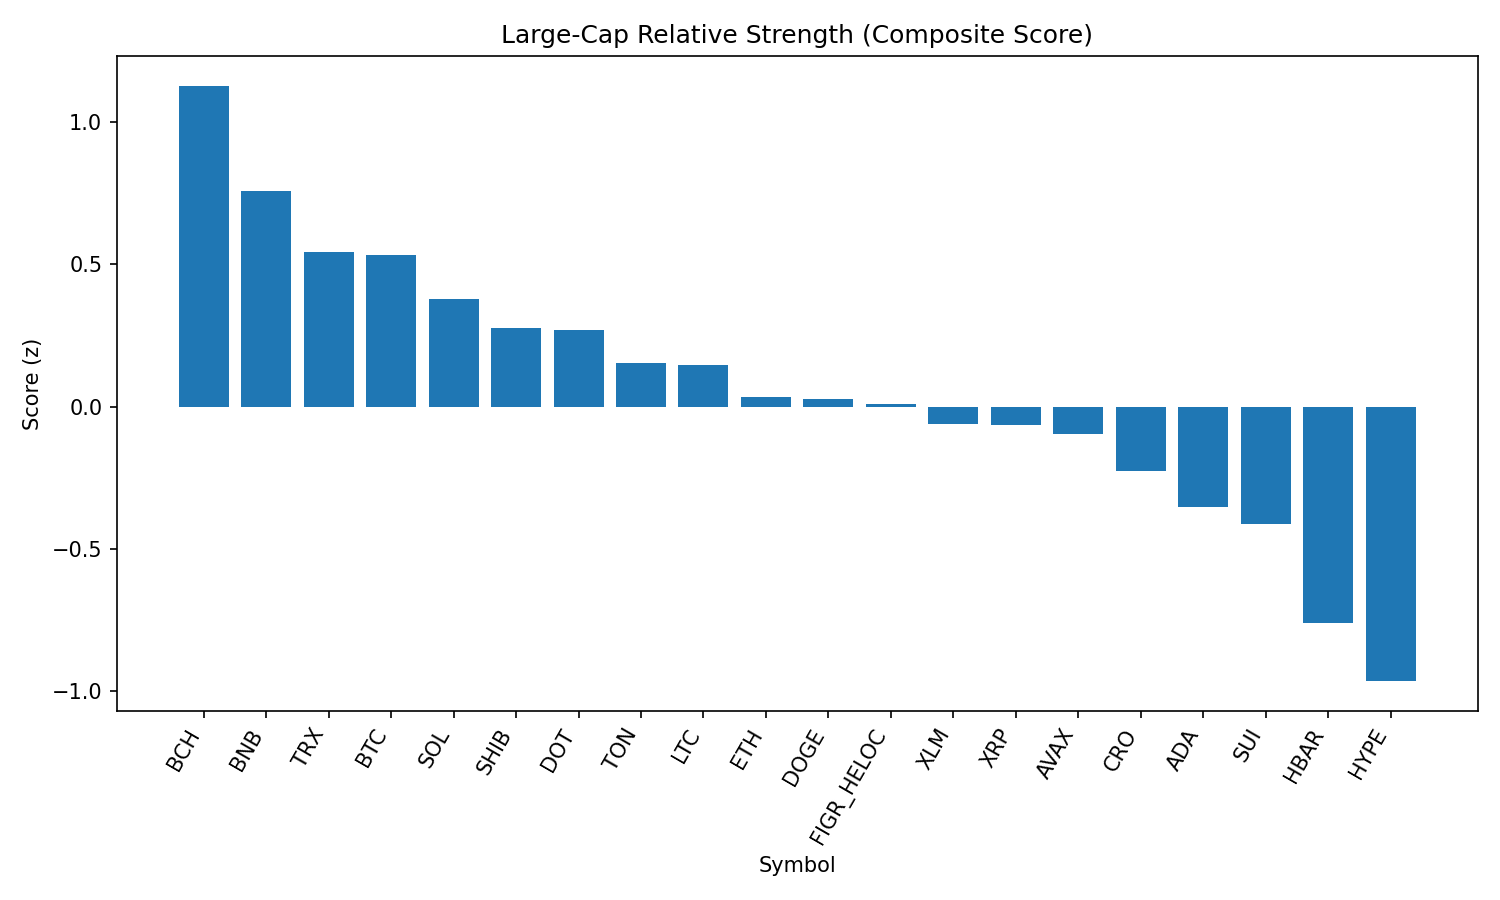 Large-Cap Relative Strength (Composite Score)
1.0
0.5
0.0
−0.5
−1.0
Score (z)
BCH
BNB
TRX
BTC
SOL
SHIB
DOT
TON
LTC
ETH
DOGE
FIGR_HELOC
XLM
XRP
AVAX
CRO
ADA
SUI
HBAR
HYPE
Symbol